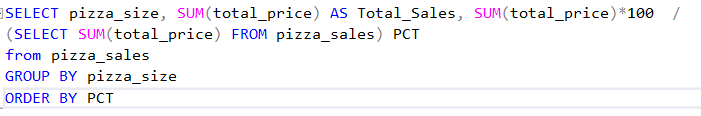 SELECT pizza_size, SUM(total_price) AS Total_Sales, SUM(total_price)*100  /
(SELECT SUM(total_price) FROM pizza_sales) PCT
from pizza_sales
GROUP BY pizza_size
ORDER BY PCT